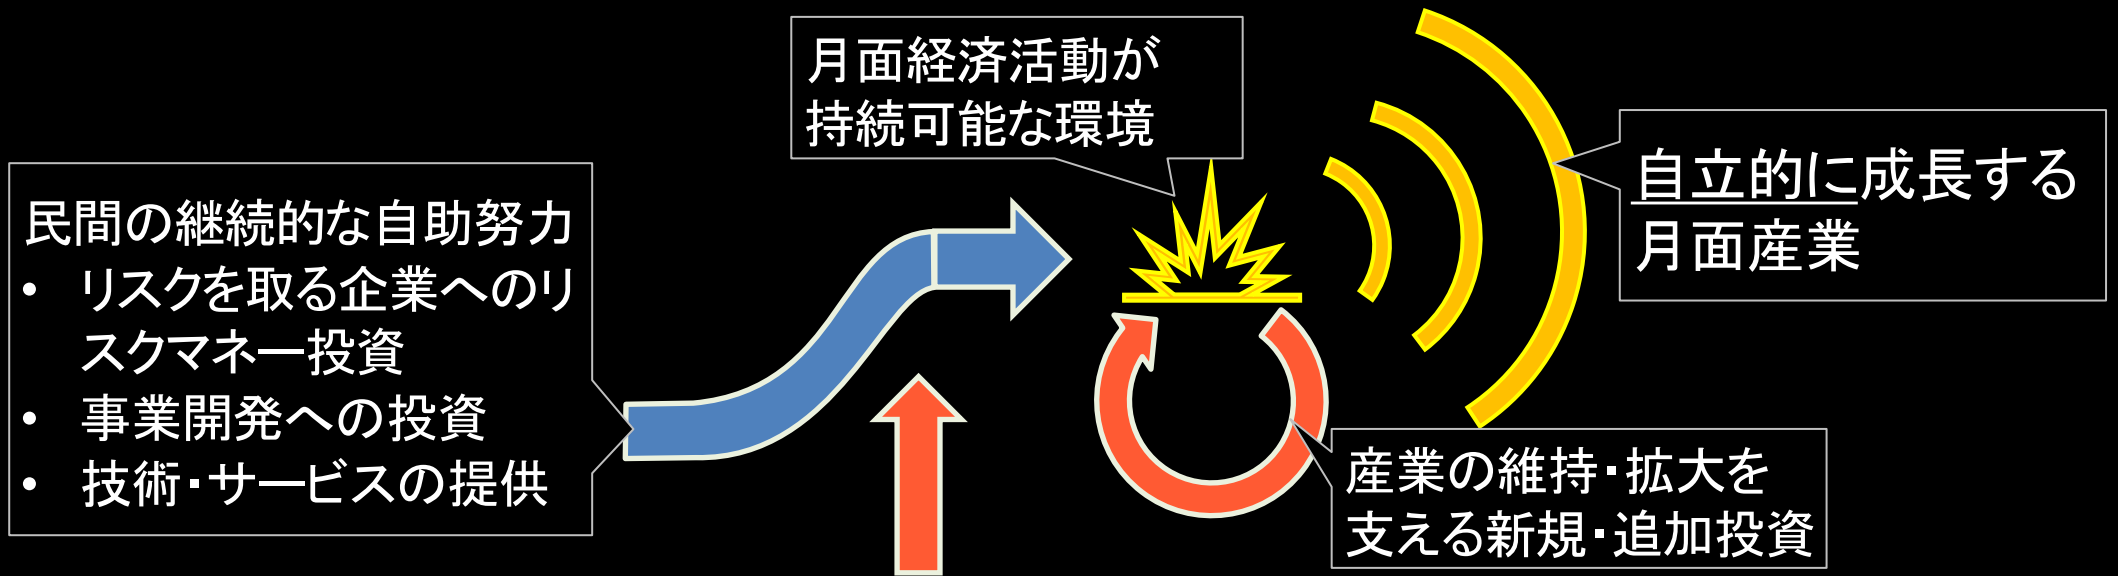 月面経済活動が
持続可能な環境
自立的に成長する
月面産業
民間の継続的な自助努力
• リスクを取る企業へのリ
スクマネー投資
• 事業開発への投資
• 技術・サービスの提供
産業の維持・拡大を
支える新規・追加投資